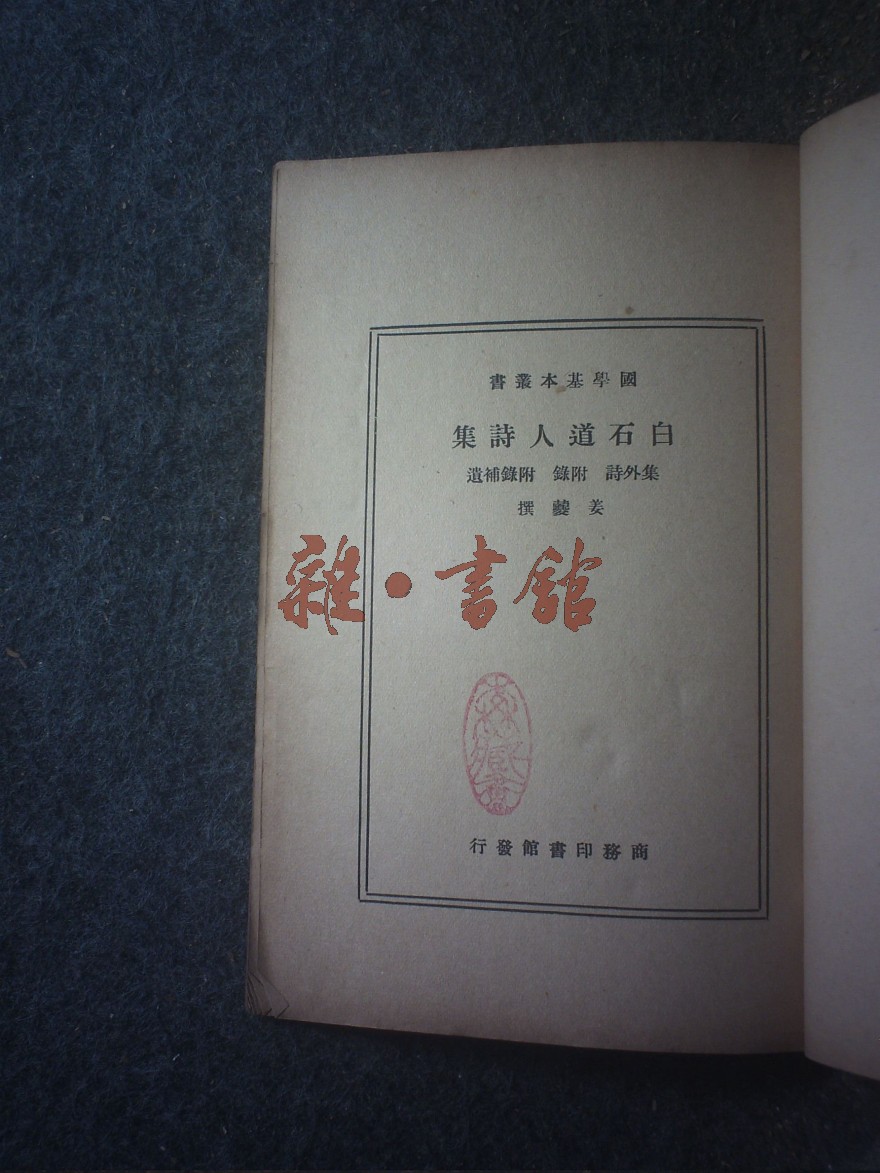 國學基本叢書
白石道人詩集
集外詩 附錄 附錄補遺
姜夔撰
雜·書館
商務印書館發行